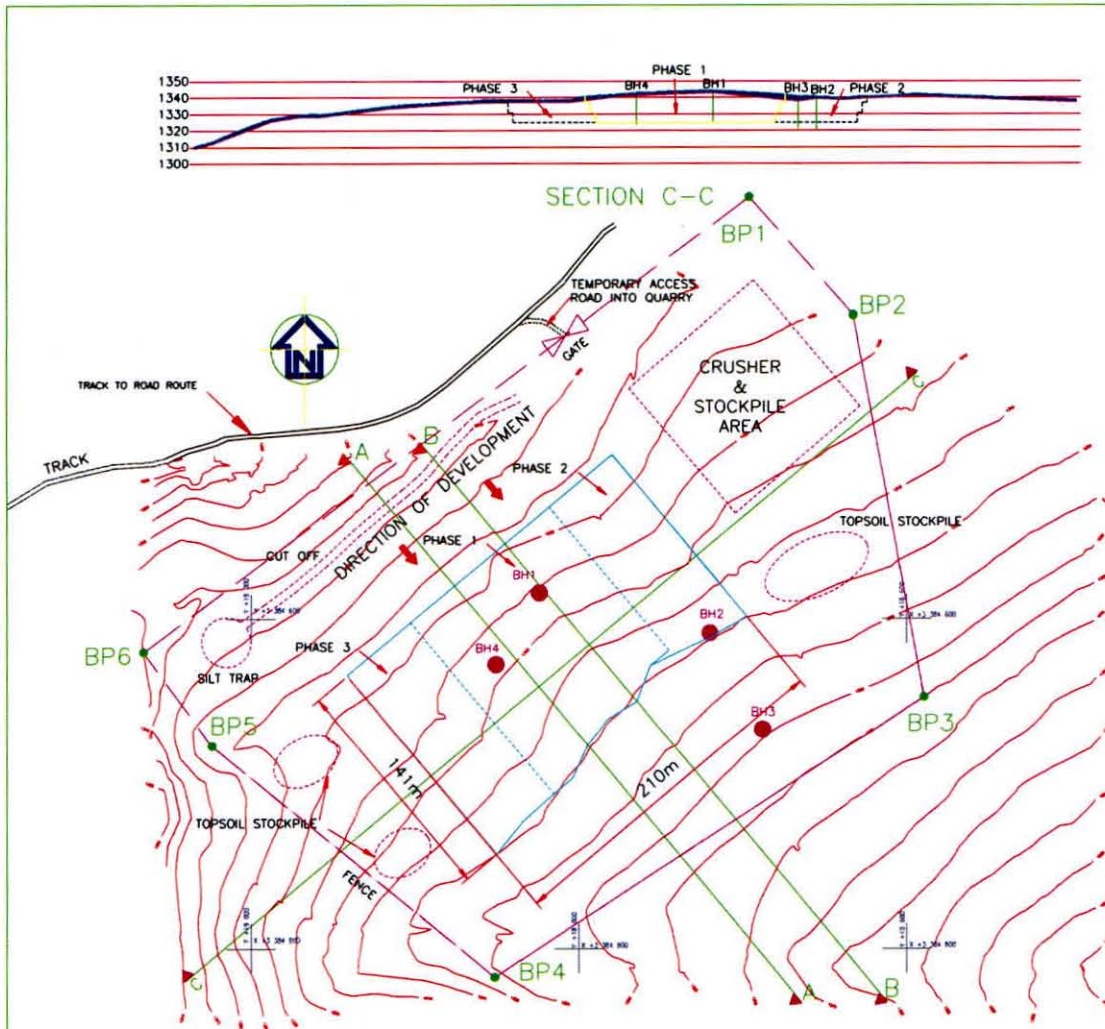 1350
1340
1330
1320
1310
1300
PHASE 3
BH4
PHASE 1
BH1
BH3
BH2
PHASE 2
SECTION C-C
BP1
BP2
TEMPORARY ACCESS
ROAD INTO QUARRY
GATE
N
TRACK TO ROAD ROUTE
TRACK
CRUSHER
&
STOCKPILE
AREA
C
A
B
DIRECTION OF DEVELOPMENT
PHASE 2
PHASE 1
TOPSOIL STOCKPILE
CUT OFF
BH1
BH2
BH4
BH3
PHASE 3
BP6
SILT TRAP
BP5
BP3
141m
210m
TOPSOIL STOCKPILE
FENCE
C
BP4
A
B